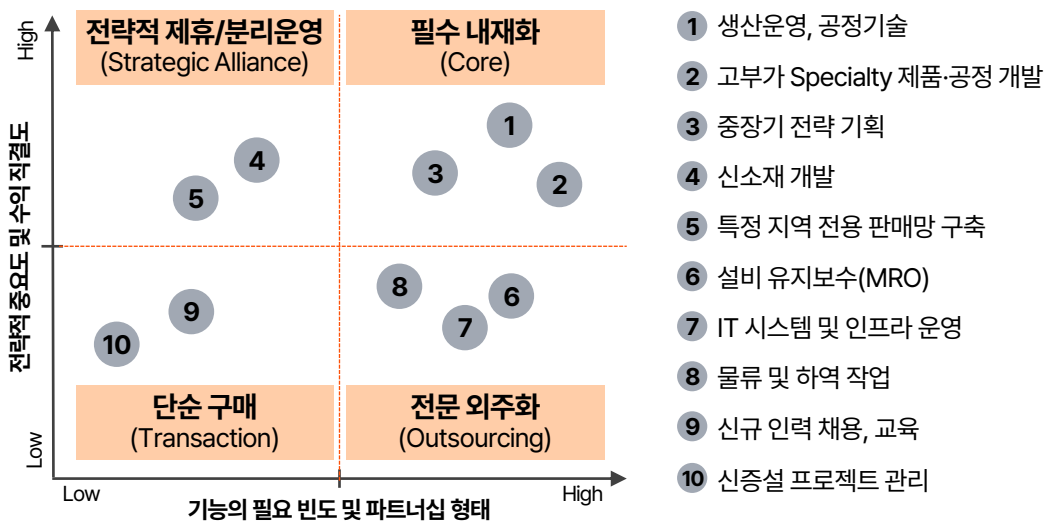 High
전략적 제휴/분리운영
(Strategic Alliance)
필수 내재화
(Core)
전략적 중요도 및 수익 직결도
1
4
3
2
5
8
6
9
7
10
단순 구매
(Transaction)
전문 외주화
(Outsourcing)
Low
Low
High
기능의 필요 빈도 및 파트너십 형태
1 생산운영, 공정기술
2 고부가 Specialty 제품·공정 개발
3 중장기 전략 기획
4 신소재 개발
5 특정 지역 전용 판매망 구축
6 설비 유지보수(MRO)
7 IT 시스템 및 인프라 운영
8 물류 및 하역 작업
9 신규 인력 채용, 교육
10 신증설 프로젝트 관리